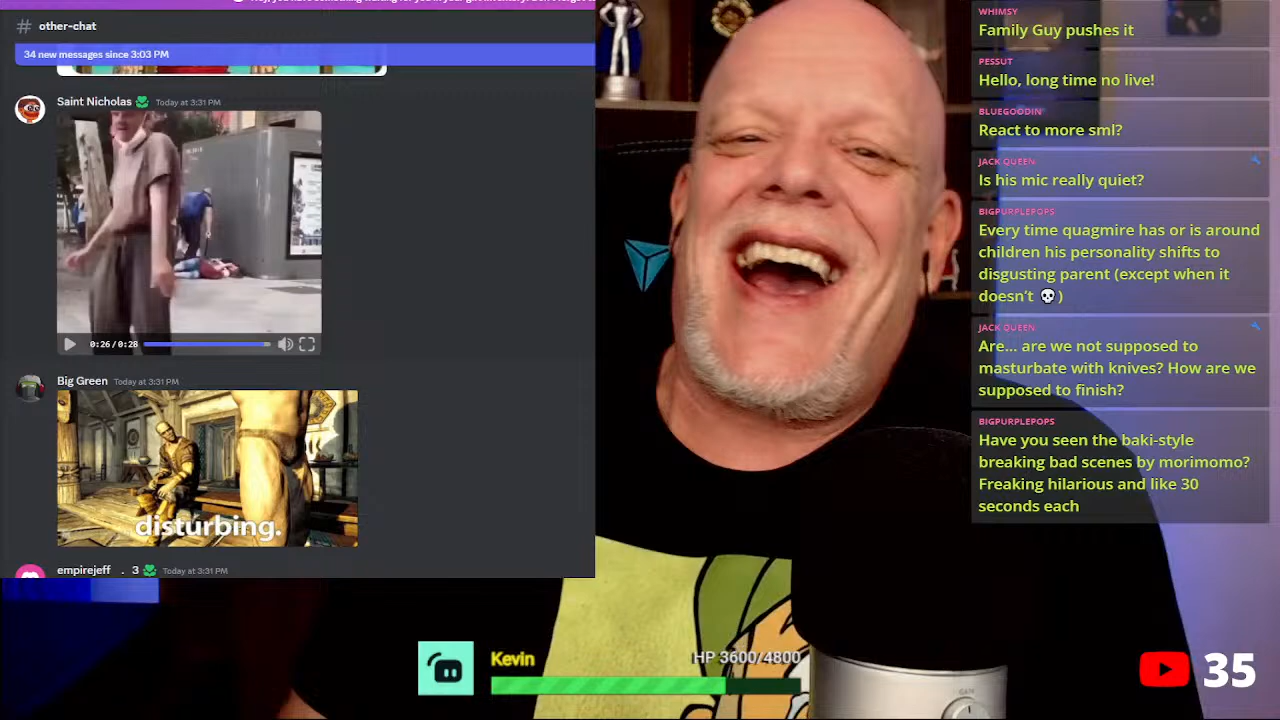 # other-chat
34 new messages since 3:03 PM
Saint Nicholas Today at 3:31 PM
0:26 / 0:28
Big Green Today at 3:31 PM
disturbing.
empirejeff . 3 Today at 3:31 PM
WHIMSY
Family Guy pushes it
PESSUT
Hello, long time no live!
BLUEGOODIN
React to more sml?
JACK QUEEN
Is his mic really quiet?
BIGPURPLEPOPS
Every time quagmire has or is around
children his personality shifts to
disgusting parent (except when it
doesn't 💀)
JACK QUEEN
Are... are we not supposed to
masturbate with knives? How are we
supposed to finish?
BIGPURPLEPOPS
Have you seen the baki-style
breaking bad scenes by morimomo?
Freaking hilarious and like 30
seconds each
Kevin HP 3600/4800
GAIN
35